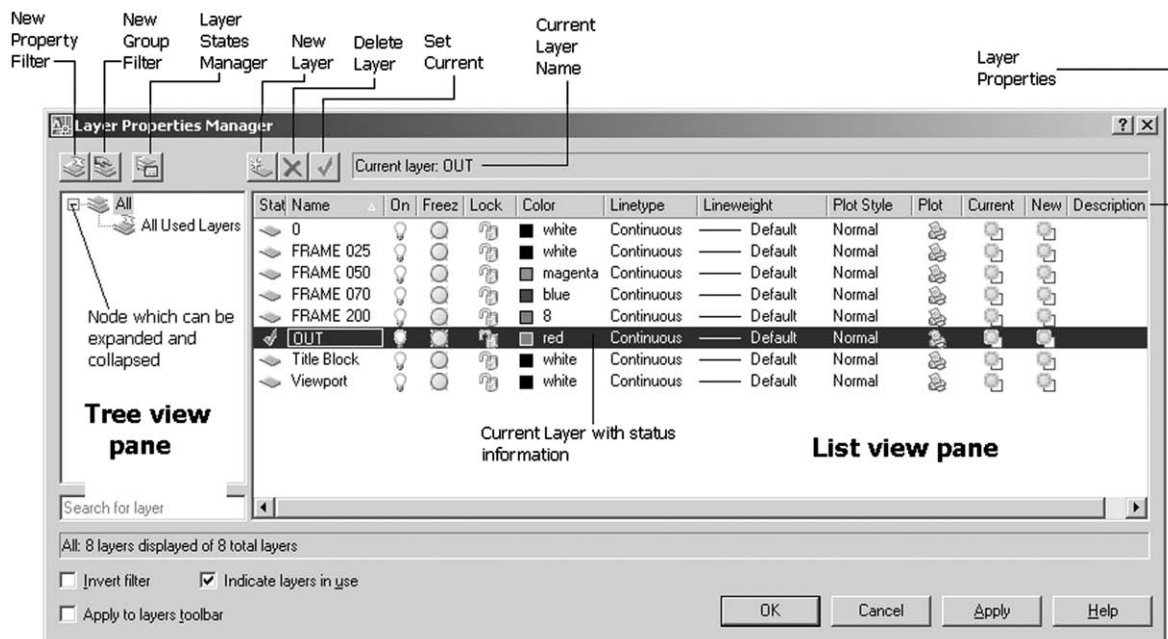 New Property Filter
New Group Filter
Layer States Manager
New Layer
Delete Layer
Set Current
Current Layer Name
Layer Properties
Layer Properties Manager
Current layer: OUT
All
All Used Layers
Stat Name On Freez Lock Color Linetype Lineweight Plot Style Plot Current New Description
0 white Continuous Default Normal
FRAME 025 white Continuous Default Normal
FRAME 050 magenta Continuous Default Normal
FRAME 070 blue Continuous Default Normal
FRAME 200 8 Continuous Default Normal
OUT red Continuous Default Normal
Title Block white Continuous Default Normal
Viewport white Continuous Default Normal
Node which can be
expanded and
collapsed
Tree view
pane
Current Layer with status
information
List view pane
Search for layer
All: 8 layers displayed of 8 total layers
Invert filter
Indicate layers in use
Apply to layers toolbar
OK
Cancel
Apply
Help